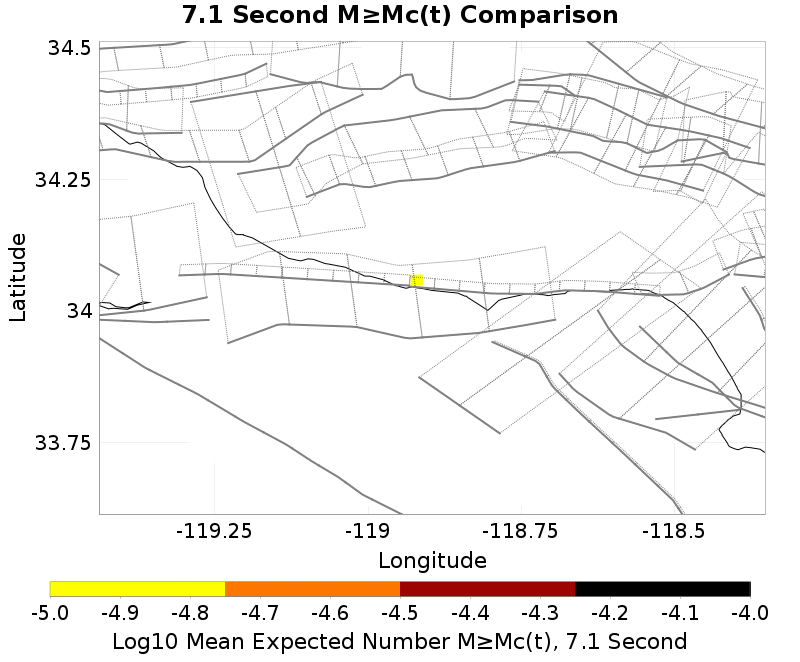 7.1 Second M≥Mc(t) Comparison
34.5
34.25
34
33.75
Latitude
-119.25 -119 -118.75 -118.5
Longitude
-5.0 -4.9 -4.8 -4.7 -4.6 -4.5 -4.4 -4.3 -4.2 -4.1 -4.0
Log10 Mean Expected Number M≥Mc(t), 7.1 Second